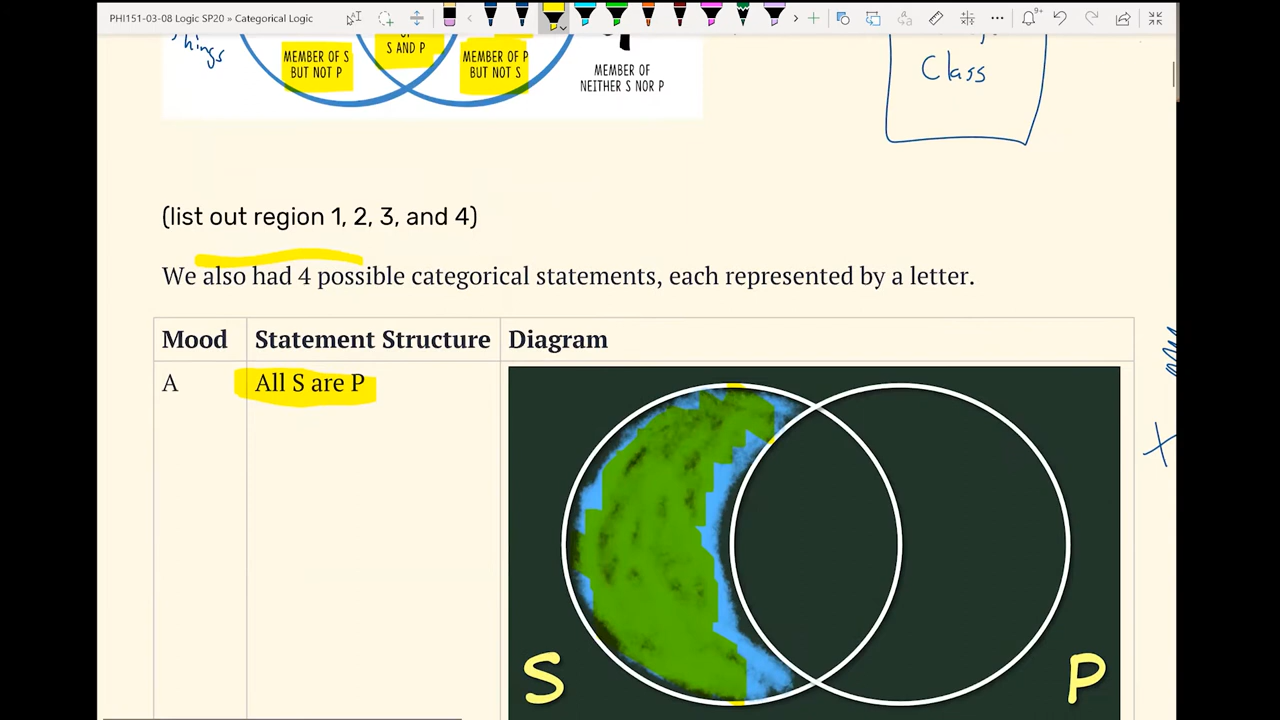 PHI151-03-08 Logic SP20 » Categorical Logic
9+
hings
MEMBER OF S
BUT NOT P
S AND P
MEMBER OF P
BUT NOT S
MEMBER OF
NEITHER S NOR P
Class
(list out region 1, 2, 3, and 4)
We also had 4 possible categorical statements, each represented by a letter.
Mood Statement Structure Diagram
A All S are P
S P